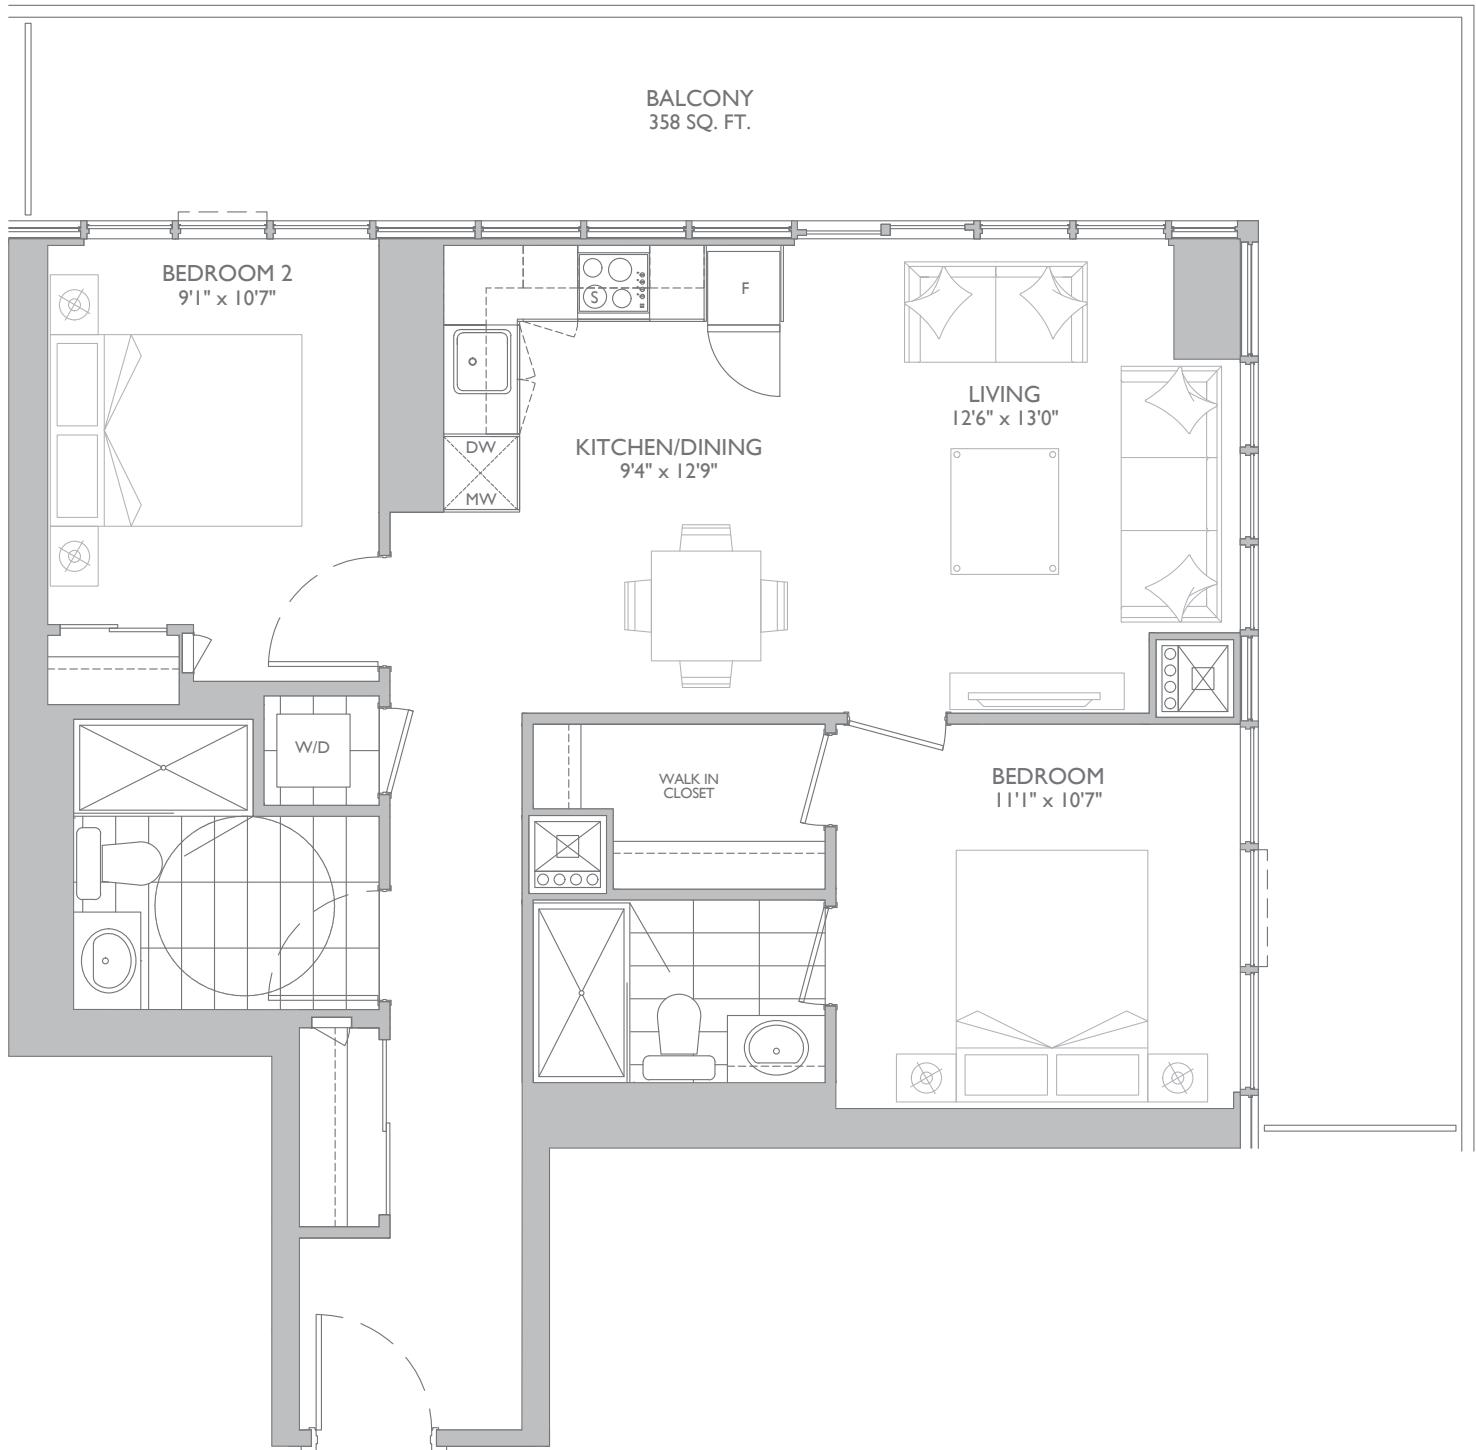 BALCONY
358 SQ. FT.
BEDROOM 2
9'1" x 10'7"
S
F
LIVING
12'6" x 13'0"
DW
MW
KITCHEN/DINING
9'4" x 12'9"
W/D
WALK IN
CLOSET
BEDROOM
11'1" x 10'7"